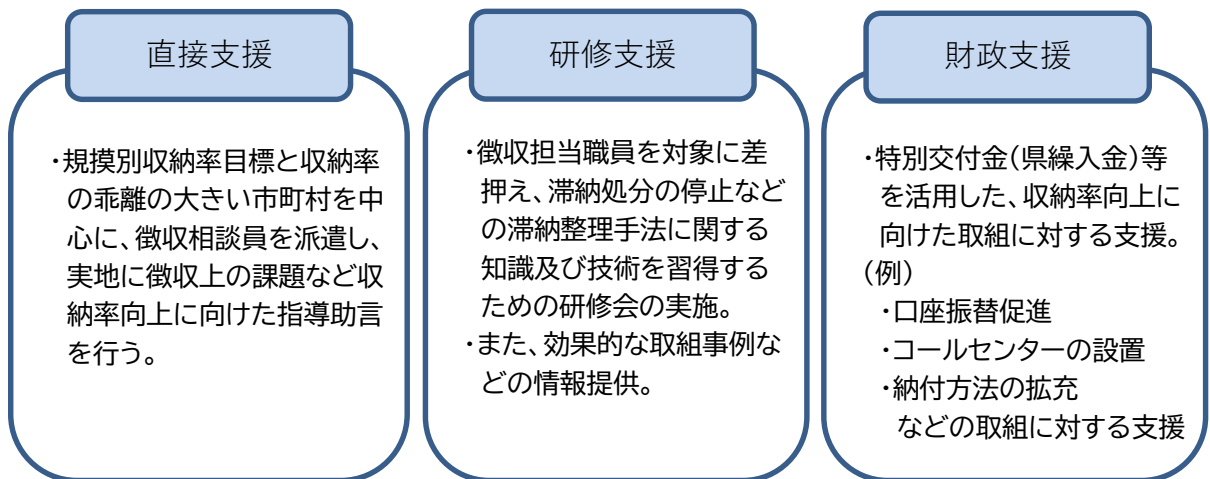 直接支援
・規模別収納率目標と収納率
の乖離の大きい市町村を中
心に、徴収相談員を派遣し、
実地に徴収上の課題など収
納率向上に向けた指導助言
を行う。
研修支援
・徴収担当職員を対象に差
押え、滞納処分の停止など
の滞納整理手法に関する
知識及び技術を習得する
ための研修会の実施。
・また、効果的な取組事例な
どの情報提供。
財政支援
・特別交付金(県繰入金)等
を活用した、収納率向上に
向けた取組に対する支援。
(例)
・口座振替促進
・コールセンターの設置
・納付方法の拡充
などの取組に対する支援